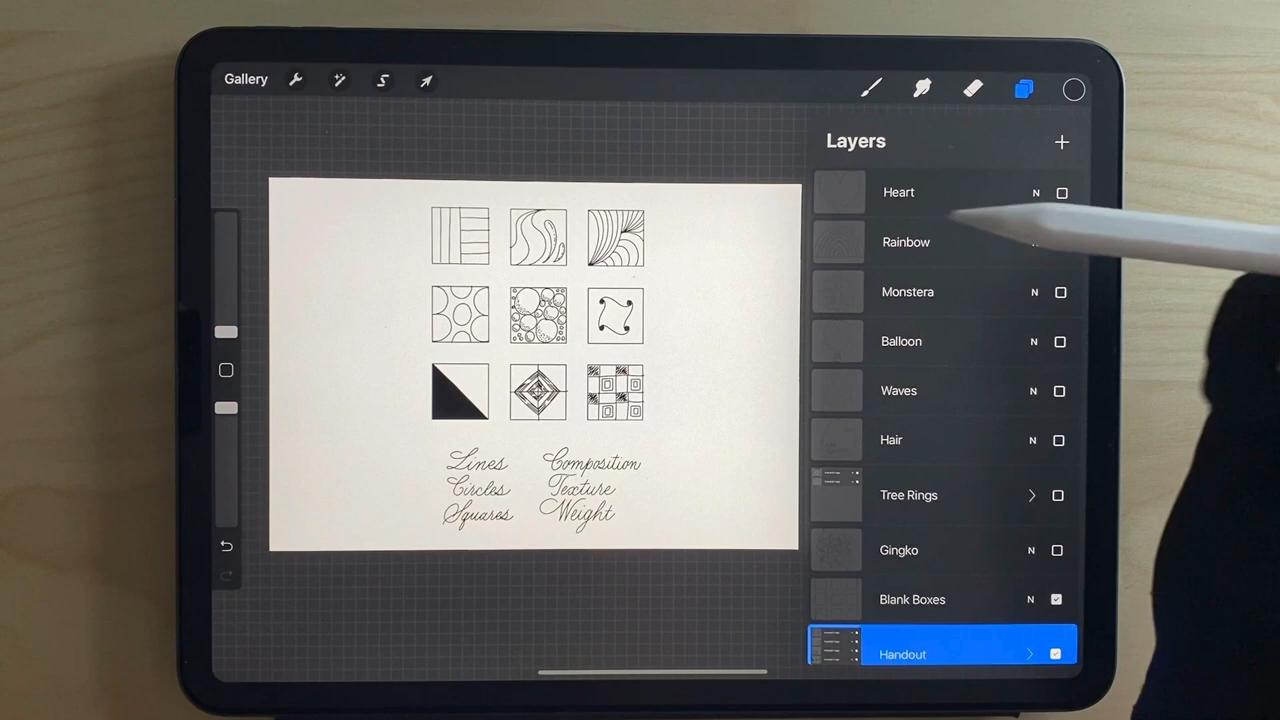 Gallery
Layers
Heart N
Rainbow
Monstera N
Balloon N
Waves N
Hair N
Tree Rings
Gingko N
Blank Boxes N
Handout
Lines Composition
Circles Texture
Squares Weight